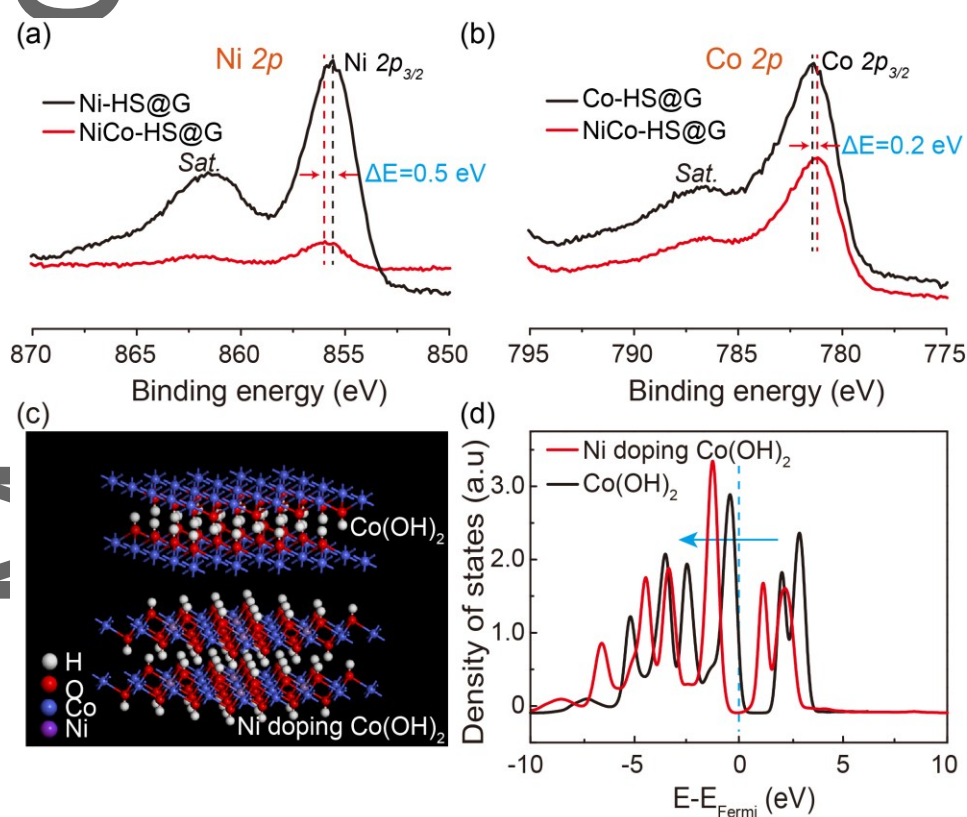 (a)
Ni 2p
Ni 2p3/2
Ni-HS@G
NiCo-HS@G
Sat.
ΔE=0.5 eV
870 865 860 855 850
Binding energy (eV)
(b)
Co 2p
Co 2p3/2
Co-HS@G
NiCo-HS@G
Sat.
ΔE=0.2 eV
795 790 785 780 775
Binding energy (eV)
(c)
Co(OH)2
H
O
Co
Ni
Ni doping Co(OH)2
(d)
Ni doping Co(OH)2
Co(OH)2
Density of states (a.u)
3.0
2.0
1.0
0
-10 -5 0 5 10
E-EFermi (eV)